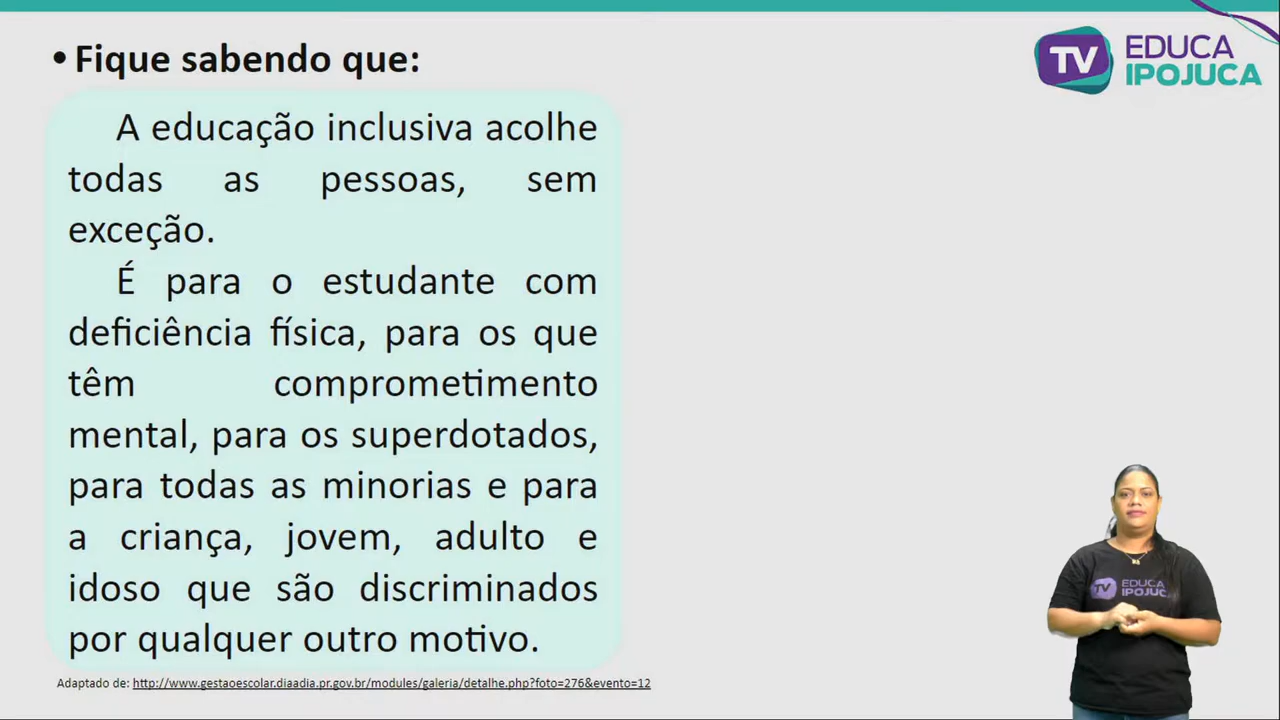 • Fique sabendo que:
TV EDUCA
IPOJUCA
A educação inclusiva acolhe
todas as pessoas, sem
exceção.
É para o estudante com
deficiência física, para os que
têm comprometimento
mental, para os superdotados,
para todas as minorias e para
a criança, jovem, adulto e
idoso que são discriminados
por qualquer outro motivo.
Adaptado de: http://www.gestaoescolar.diaadia.pr.gov.br/modules/galeria/detalhe.php?foto=276&evento=12
TV EDUCA
IPOJUC